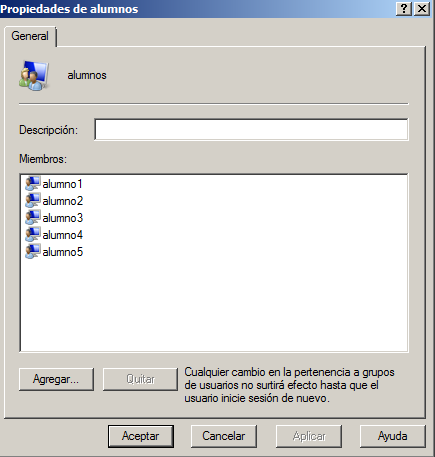 Propiedades de alumnos
General
alumnos
Descripción:
Miembros:
alumno1
alumno2
alumno3
alumno4
alumno5
Agregar...
Quitar
Cualquier cambio en la pertenencia a grupos
de usuarios no surtirá efecto hasta que el
usuario inicie sesión de nuevo.
Aceptar
Cancelar
Aplicar
Ayuda